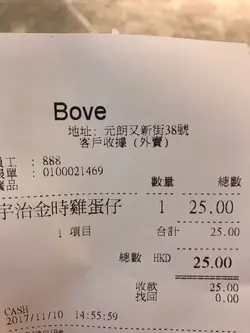 Bove
地址: 元朗又新街38號
客戶收據 (外賣)
員工 : 888
賬單 : 0100021469
餐品 數量 總數
宇治金時雞蛋仔 1 25.00
1 項目 合計 25.00
總數 HKD 25.00
收款 25.00
找回 0.00
CASH
2017/11/10 14:55:59